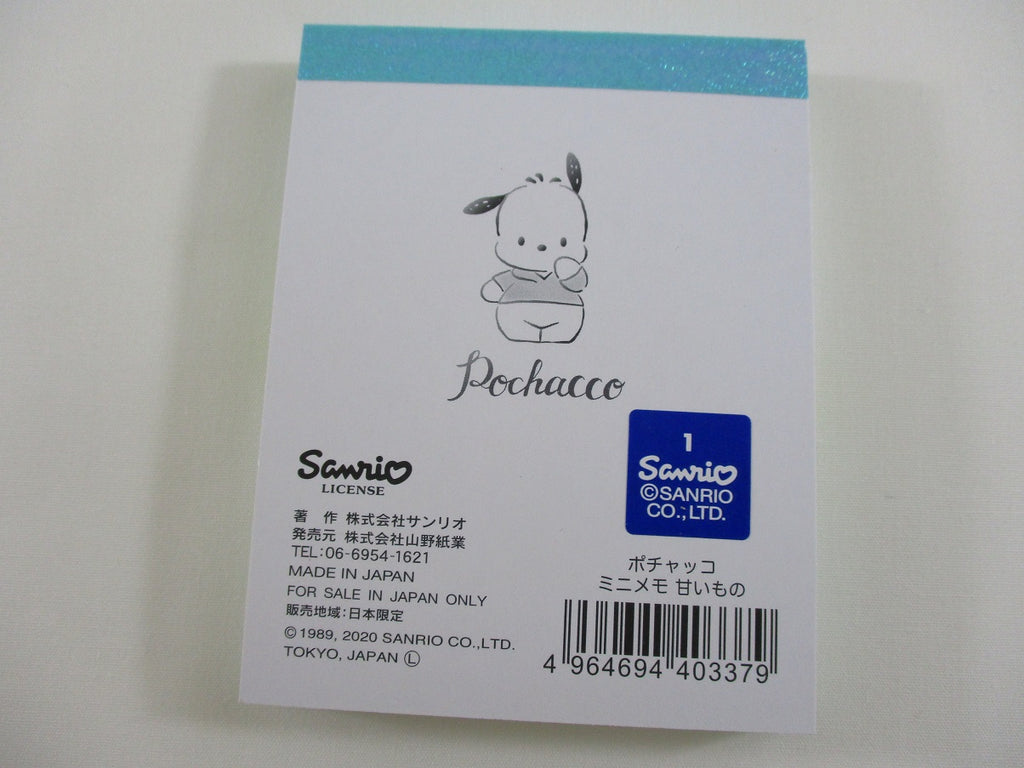 Pochacco
Sanrio
LICENSE
著 作 株式会社サンリオ
発売元 株式会社山野紙業
TEL:06-6954-1621
MADE IN JAPAN
FOR SALE IN JAPAN ONLY
販売地域:日本限定
©1989, 2020 SANRIO CO.,LTD.
TOKYO, JAPAN Ⓛ
1
Sanrio
©SANRIO
CO.,LTD.
ポチャッコ
ミニメモ 甘いもの
4 964694 403379